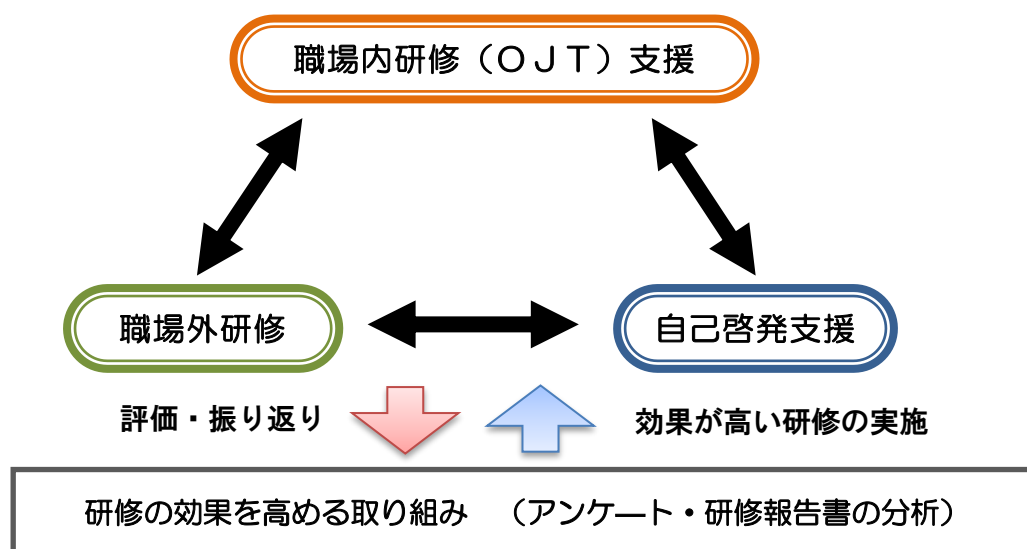 職場内研修（ＯＪＴ）支援
職場外研修
自己啓発支援
評価・振り返り
効果が高い研修の実施
研修の効果を高める取り組み　（アンケート・研修報告書の分析）